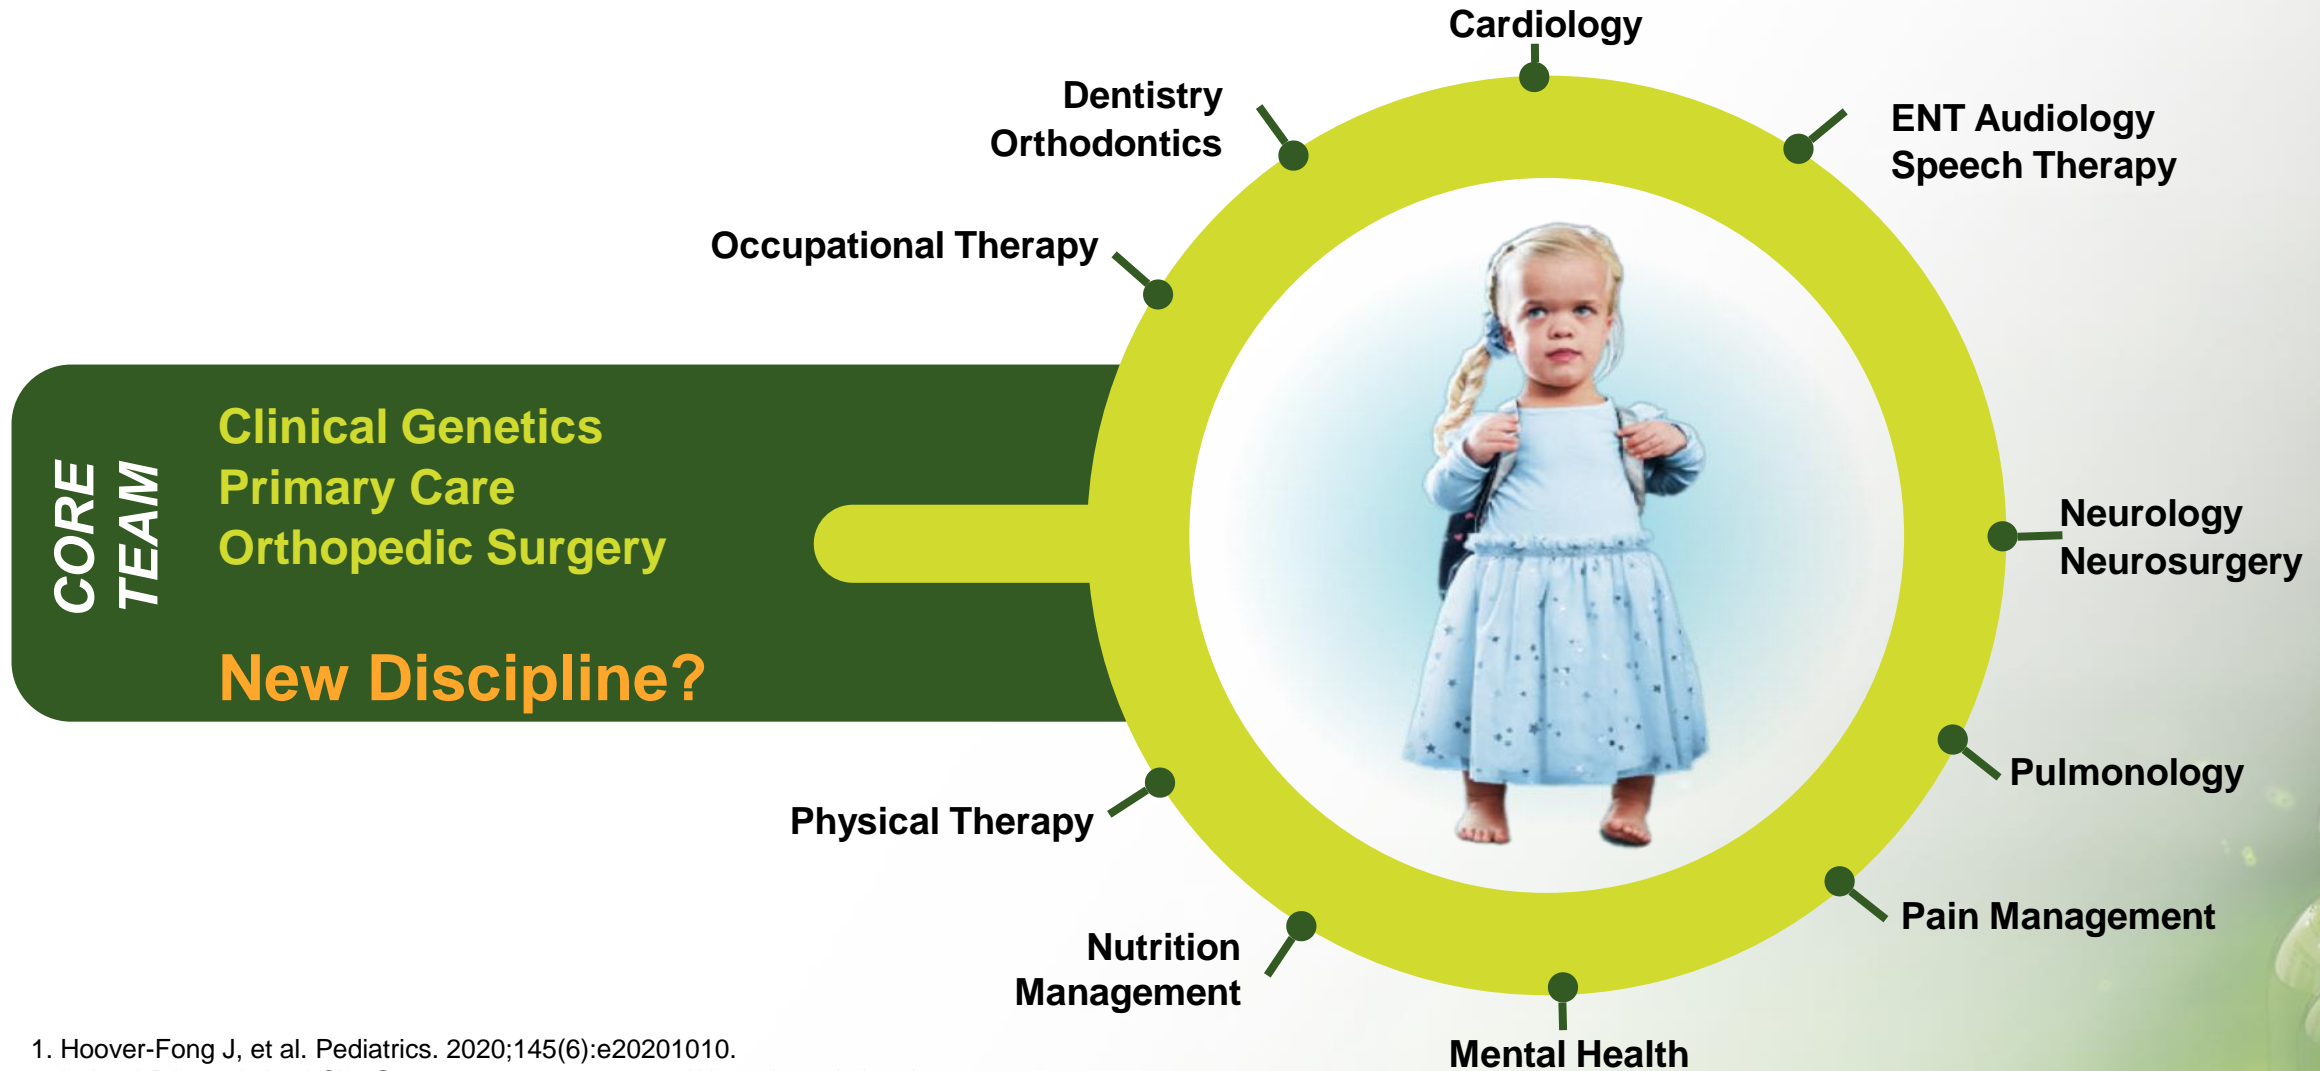 Cardiology
Dentistry
Orthodontics
ENT Audiology
Speech Therapy
Occupational Therapy
CORE
TEAM
Clinical Genetics
Primary Care
Orthopedic Surgery
New Discipline?
Neurology
Neurosurgery
Pulmonology
Physical Therapy
Pain Management
Nutrition
Management
Mental Health
1. Hoover-Fong J, et al. Pediatrics. 2020;145(6):e20201010.